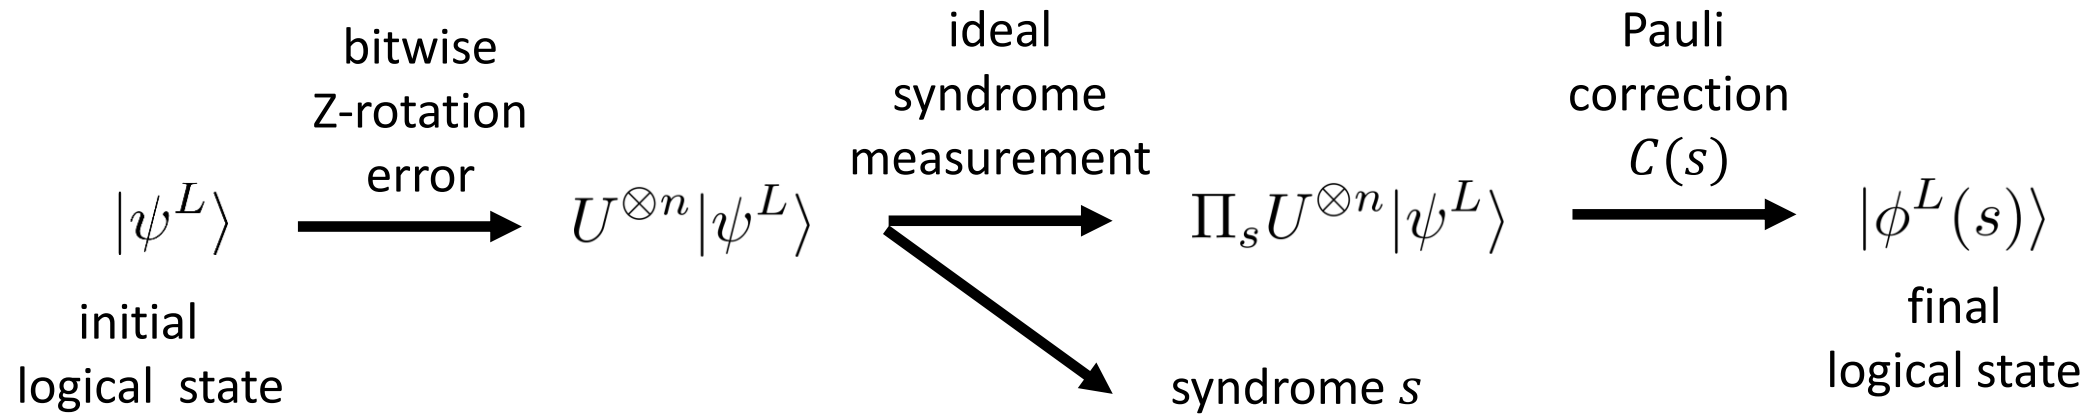 bitwise
Z-rotation
error
ideal
syndrome
measurement
Pauli
correction
C(s)
|ψ^L⟩
U^{⊗n}|ψ^L⟩
Π_s U^{⊗n}|ψ^L⟩
|ϕ^L(s)⟩
initial
logical state
syndrome s
final
logical state